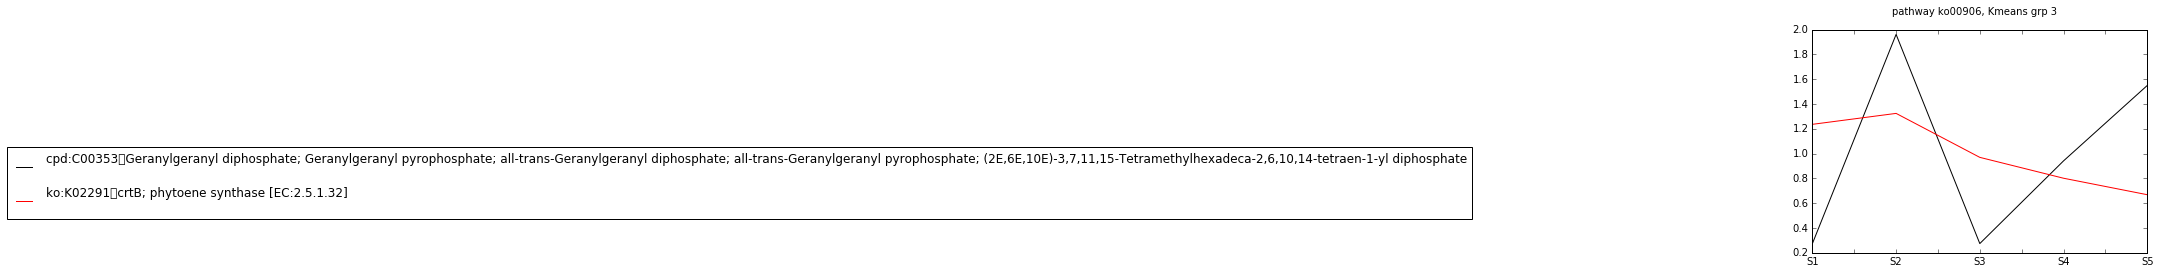 pathway ko00906, Kmeans grp 3
cpd:C00353▯Geranylgeranyl diphosphate; Geranylgeranyl pyrophosphate; all-trans-Geranylgeranyl diphosphate; all-trans-Geranylgeranyl pyrophosphate; (2E,6E,10E)-3,7,11,15-Tetramethylhexadeca-2,6,10,14-tetraen-1-yl diphosphate
ko:K02291▯crtB; phytoene synthase [EC:2.5.1.32]
2.0
1.8
1.6
1.4
1.2
1.0
0.8
0.6
0.4
0.2
S1 S2 S3 S4 S5